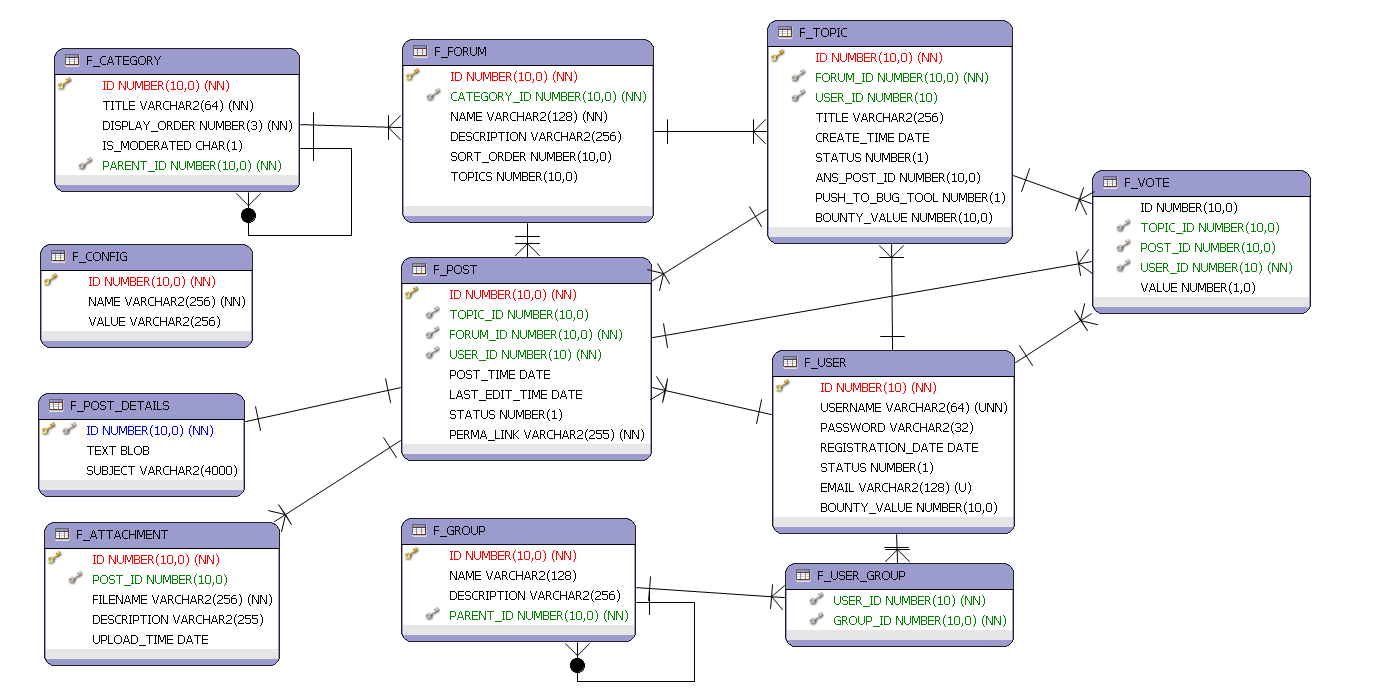 F_CATEGORY
ID NUMBER(10,0) (NN)
TITLE VARCHAR2(64) (NN)
DISPLAY_ORDER NUMBER(3) (NN)
IS_MODERATED CHAR(1)
PARENT_ID NUMBER(10,0) (NN)
F_FORUM
ID NUMBER(10,0) (NN)
CATEGORY_ID NUMBER(10,0) (NN)
NAME VARCHAR2(128) (NN)
DESCRIPTION VARCHAR2(256)
SORT_ORDER NUMBER(10,0)
TOPICS NUMBER(10,0)
F_TOPIC
ID NUMBER(10,0) (NN)
FORUM_ID NUMBER(10,0) (NN)
USER_ID NUMBER(10)
TITLE VARCHAR2(256)
CREATE_TIME DATE
STATUS NUMBER(1)
ANS_POST_ID NUMBER(10,0)
PUSH_TO_BUG_TOOL NUMBER(1)
BOUNTY_VALUE NUMBER(10,0)
F_VOTE
ID NUMBER(10,0)
TOPIC_ID NUMBER(10,0)
POST_ID NUMBER(10,0)
USER_ID NUMBER(10) (NN)
VALUE NUMBER(1,0)
F_CONFIG
ID NUMBER(10,0) (NN)
NAME VARCHAR2(256) (NN)
VALUE VARCHAR2(256)
F_POST
ID NUMBER(10,0) (NN)
TOPIC_ID NUMBER(10,0)
FORUM_ID NUMBER(10,0) (NN)
USER_ID NUMBER(10) (NN)
POST_TIME DATE
LAST_EDIT_TIME DATE
STATUS NUMBER(1)
PERMA_LINK VARCHAR2(255) (NN)
F_USER
ID NUMBER(10) (NN)
USERNAME VARCHAR2(64) (UNN)
PASSWORD VARCHAR2(32)
REGISTRATION_DATE DATE
STATUS NUMBER(1)
EMAIL VARCHAR2(128) (U)
BOUNTY_VALUE NUMBER(10,0)
F_POST_DETAILS
ID NUMBER(10,0) (NN)
TEXT BLOB
SUBJECT VARCHAR2(4000)
F_ATTACHMENT
ID NUMBER(10,0) (NN)
POST_ID NUMBER(10,0)
FILENAME VARCHAR2(256) (NN)
DESCRIPTION VARCHAR2(255)
UPLOAD_TIME DATE
F_GROUP
ID NUMBER(10,0) (NN)
NAME VARCHAR2(128)
DESCRIPTION VARCHAR2(256)
PARENT_ID NUMBER(10,0) (NN)
F_USER_GROUP
USER_ID NUMBER(10) (NN)
GROUP_ID NUMBER(10,0) (NN)